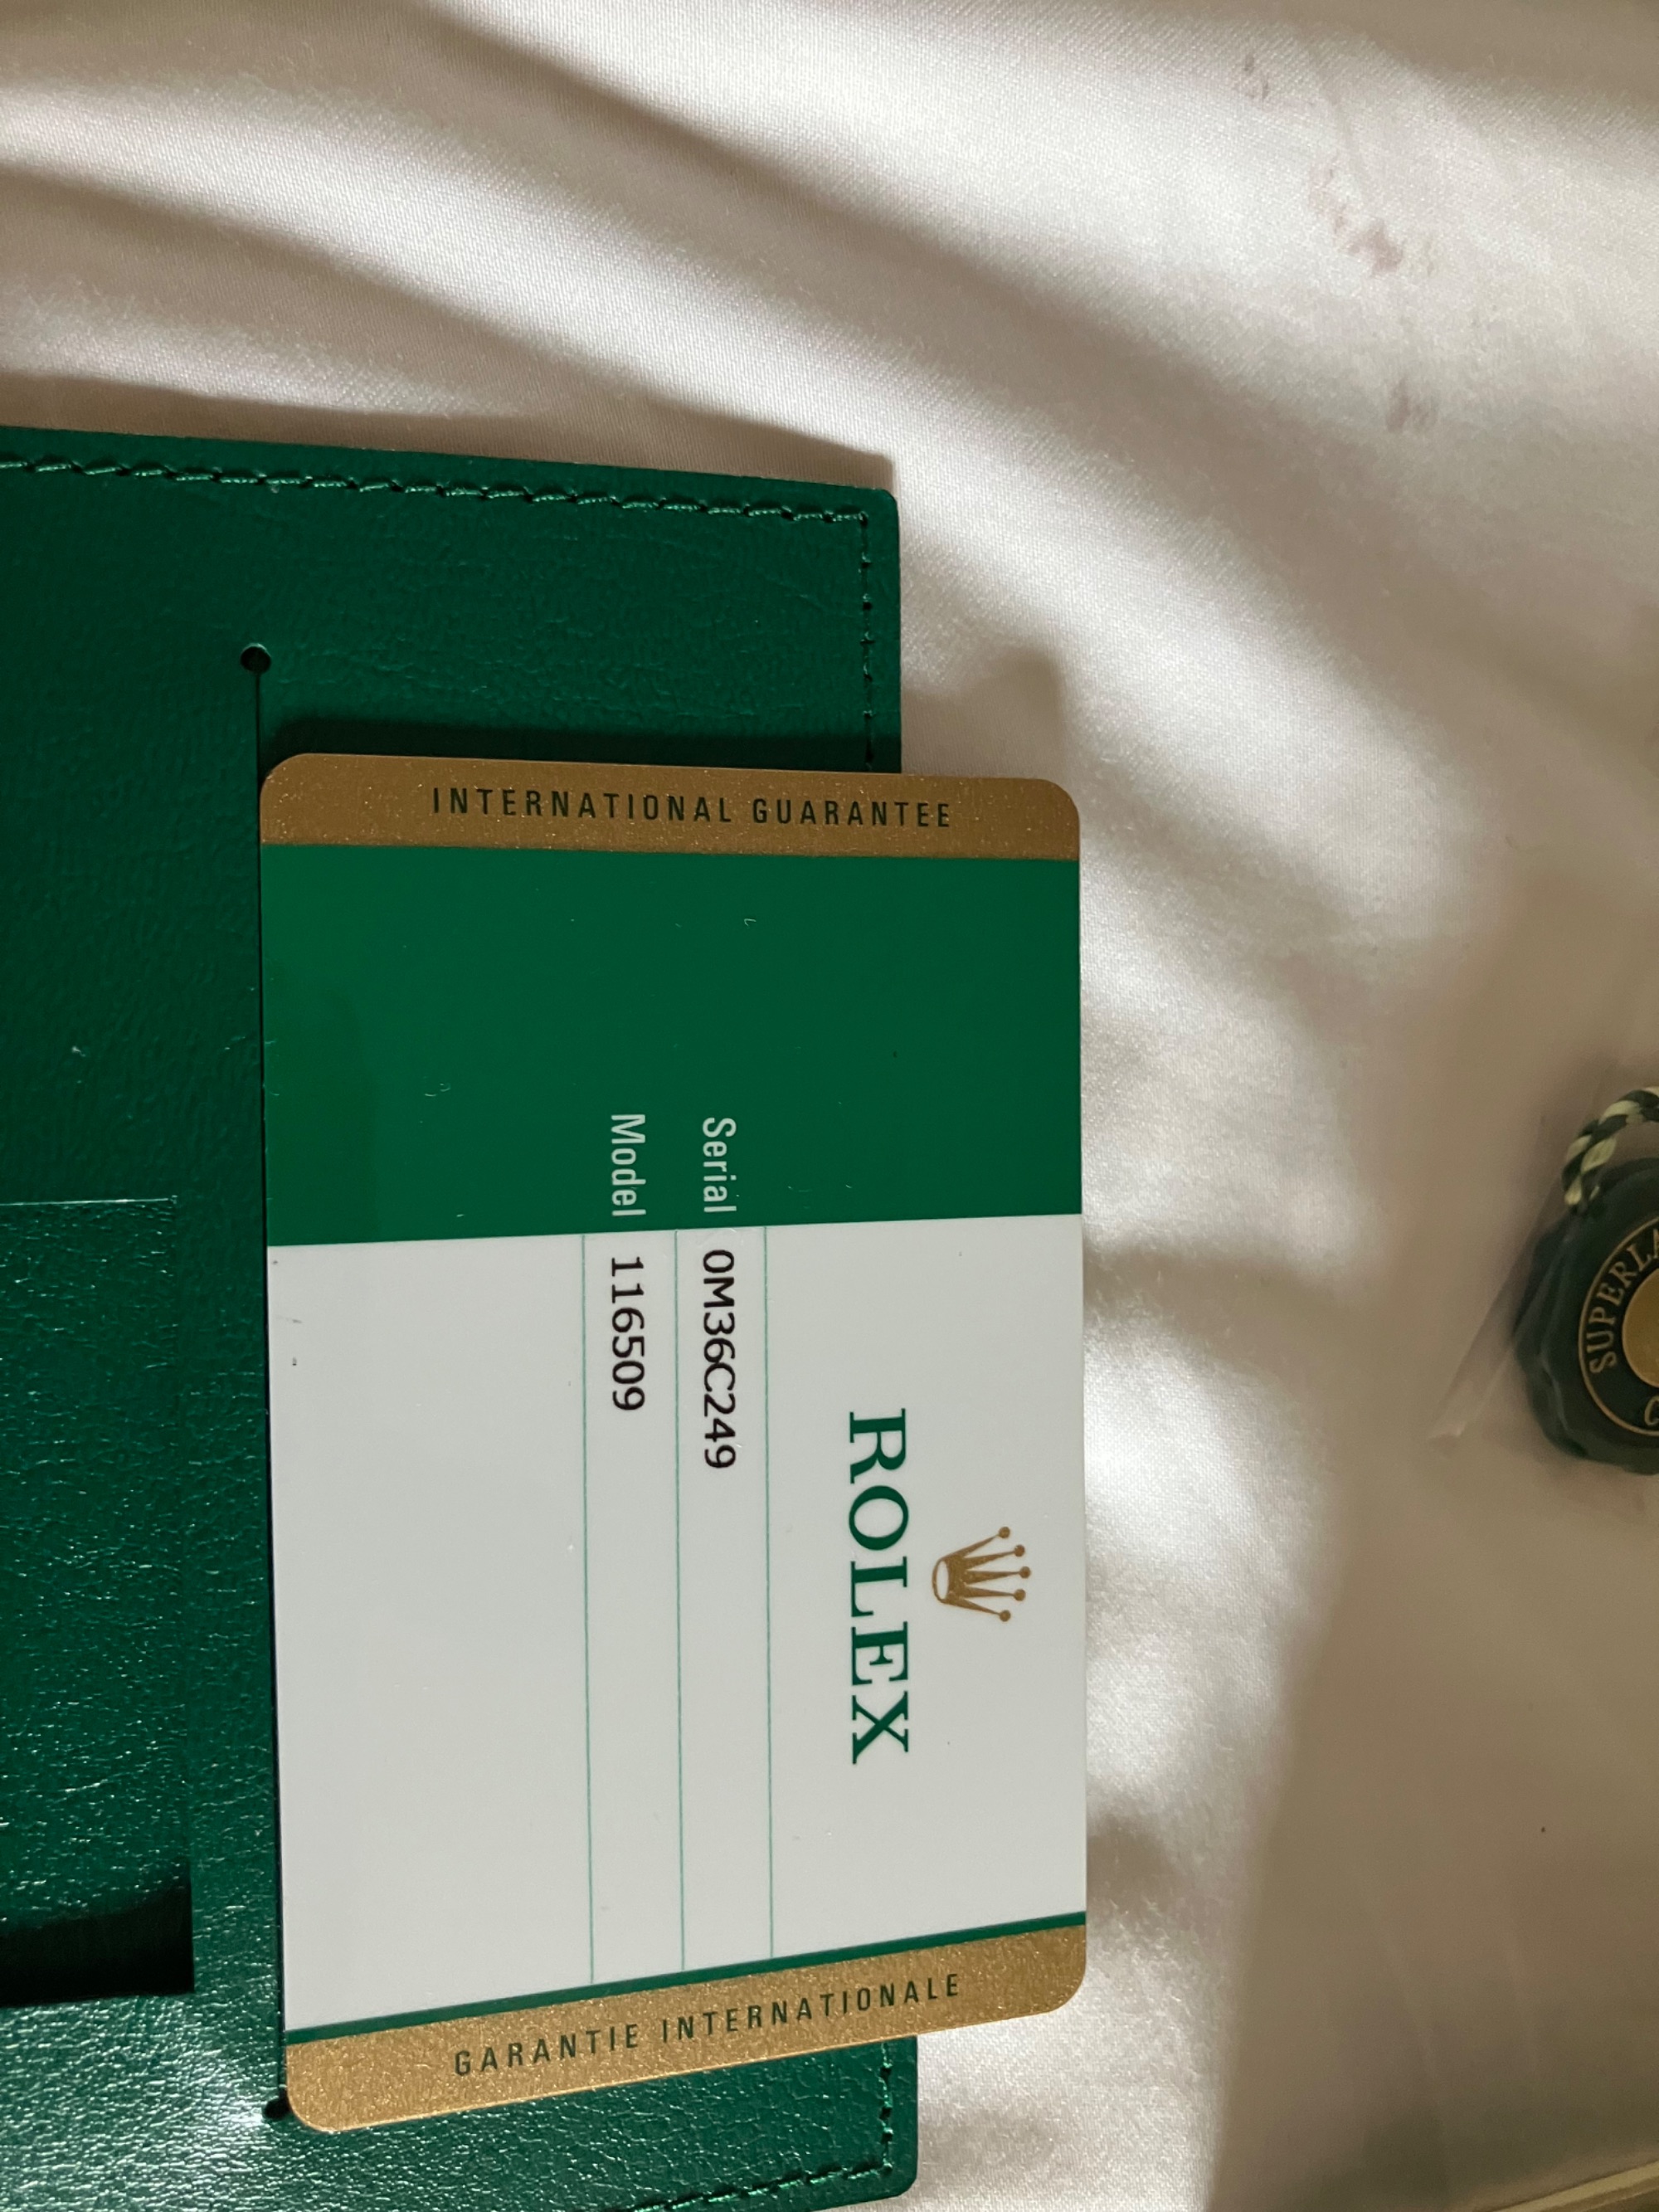 INTERNATIONAL GUARANTEE
ROLEX
Serial 0M36C249
Model 116509
GARANTIE INTERNATIONALE